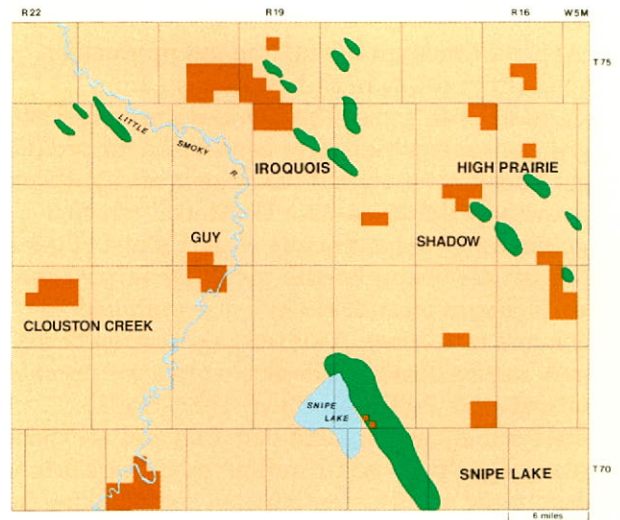 R22
R19
R16
W5M
T75
LITTLE
SMOKY
R.
IROQUOIS
HIGH PRAIRIE
GUY
SHADOW
CLOUSTON CREEK
SNIPE
LAKE
SNIPE LAKE
T70
6 miles